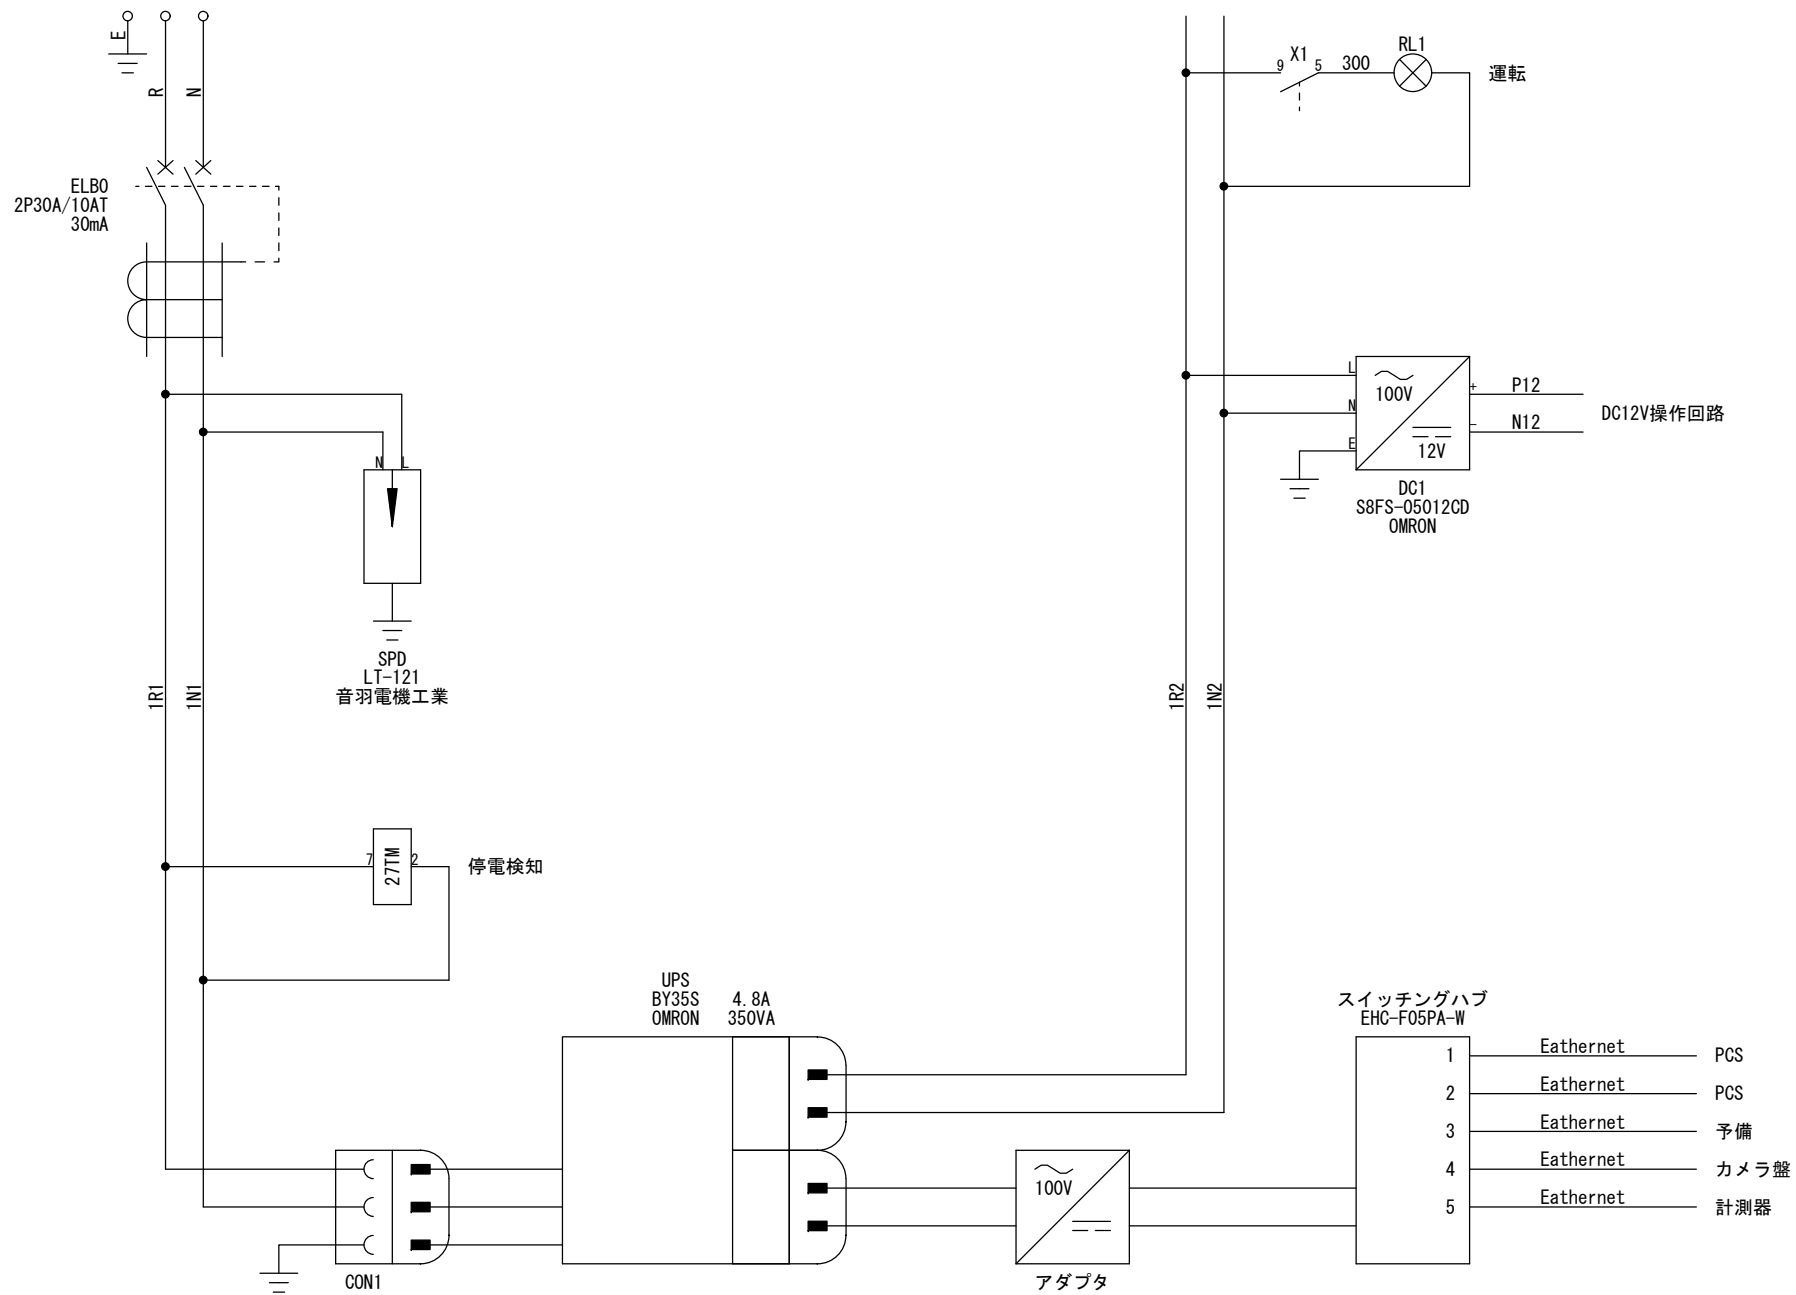 E
R
N
ELB0
2P30A/10AT
30mA
N L
SPD
LT-121
音羽電機工業
1R1
1N1
7 27TM 2
停電検知
CON1
UPS
BY35S 4.8A
OMRON 350VA
1R2
1N2
9 X1 5 300 RL1 運転
L
N
E
100V
12V
+ P12
- N12
DC12V操作回路
DC1
S8FS-05012CD
OMRON
100V
アダプタ
スイッチングハブ
EHC-F05PA-W
1 Eathernet PCS
2 Eathernet PCS
3 Eathernet 予備
4 Eathernet カメラ盤
5 Eathernet 計測器